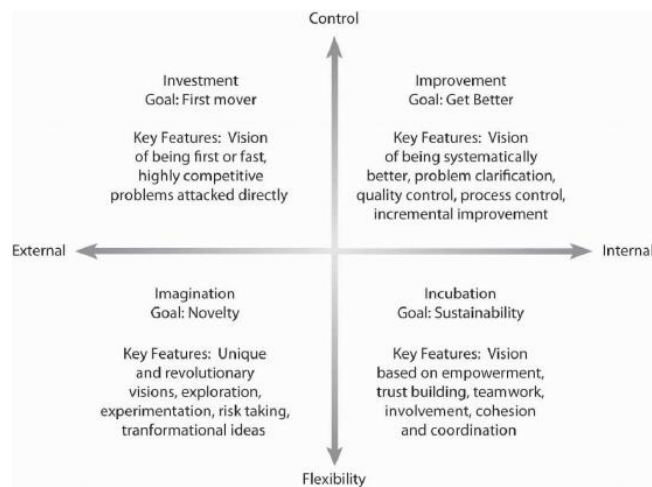 Control
Investment
Goal: First mover
Key Features: Vision
of being first or fast,
highly competitive
problems attacked directly
Improvement
Goal: Get Better
Key Features: Vision
of being systematically
better, problem clarification,
quality control, process control,
incremental improvement
External
Internal
Imagination
Goal: Novelty
Key Features: Unique
and revolutionary
visions, exploration,
experimentation, risk taking,
tranformational ideas
Incubation
Goal: Sustainability
Key Features: Vision
based on empowerment,
trust building, teamwork,
involvement, cohesion
and coordination
Flexibility